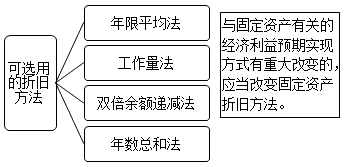 可选用
的折旧
方法
年限平均法
工作量法
双倍余额递减法
年数总和法
与固定资产有关的
经济利益预期实现
方式有重大改变的，
应当改变固定资产
折旧方法。